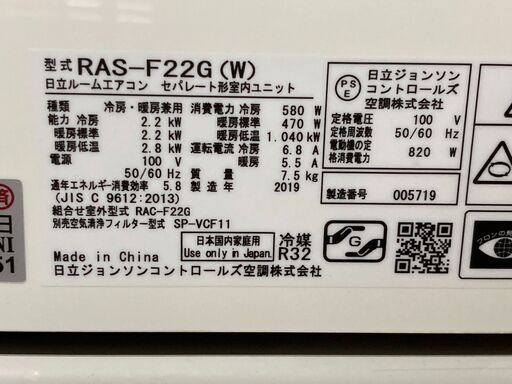 型式 RAS-F22G(W)
日立ルームエアコン セパレート形室内ユニット
種類 冷房・暖房兼用
能力 冷房 2.2 kW
暖房標準 2.2 kW
暖房低温 2.8 kW
電源 100 V
50/60 Hz
消費電力 冷房 580 W
暖房標準 470 W
暖房低温 1.040 kW
運転電流 冷房 6.8 A
暖房 5.5 A
質量 7.5 kg
通年エネルギー消費効率 5.8
製造年 2019
(JIS C 9612:2013)
組合せ室外型式 RAC-F22G
別売空気清浄フィルター型式 SP-VCF11
Made in China
日本国内家庭用
Use only in Japan.
冷媒
R32
日立ジョンソンコントロールズ空調株式会社
PS
E
日立ジョンソン
コントロールズ
空調株式会社
定格電圧 100 V
定格周波数 50/60 Hz
電動機の定
格消費電力 820 W
製造番号 005719
G
済
日
NI
51
フロンの見